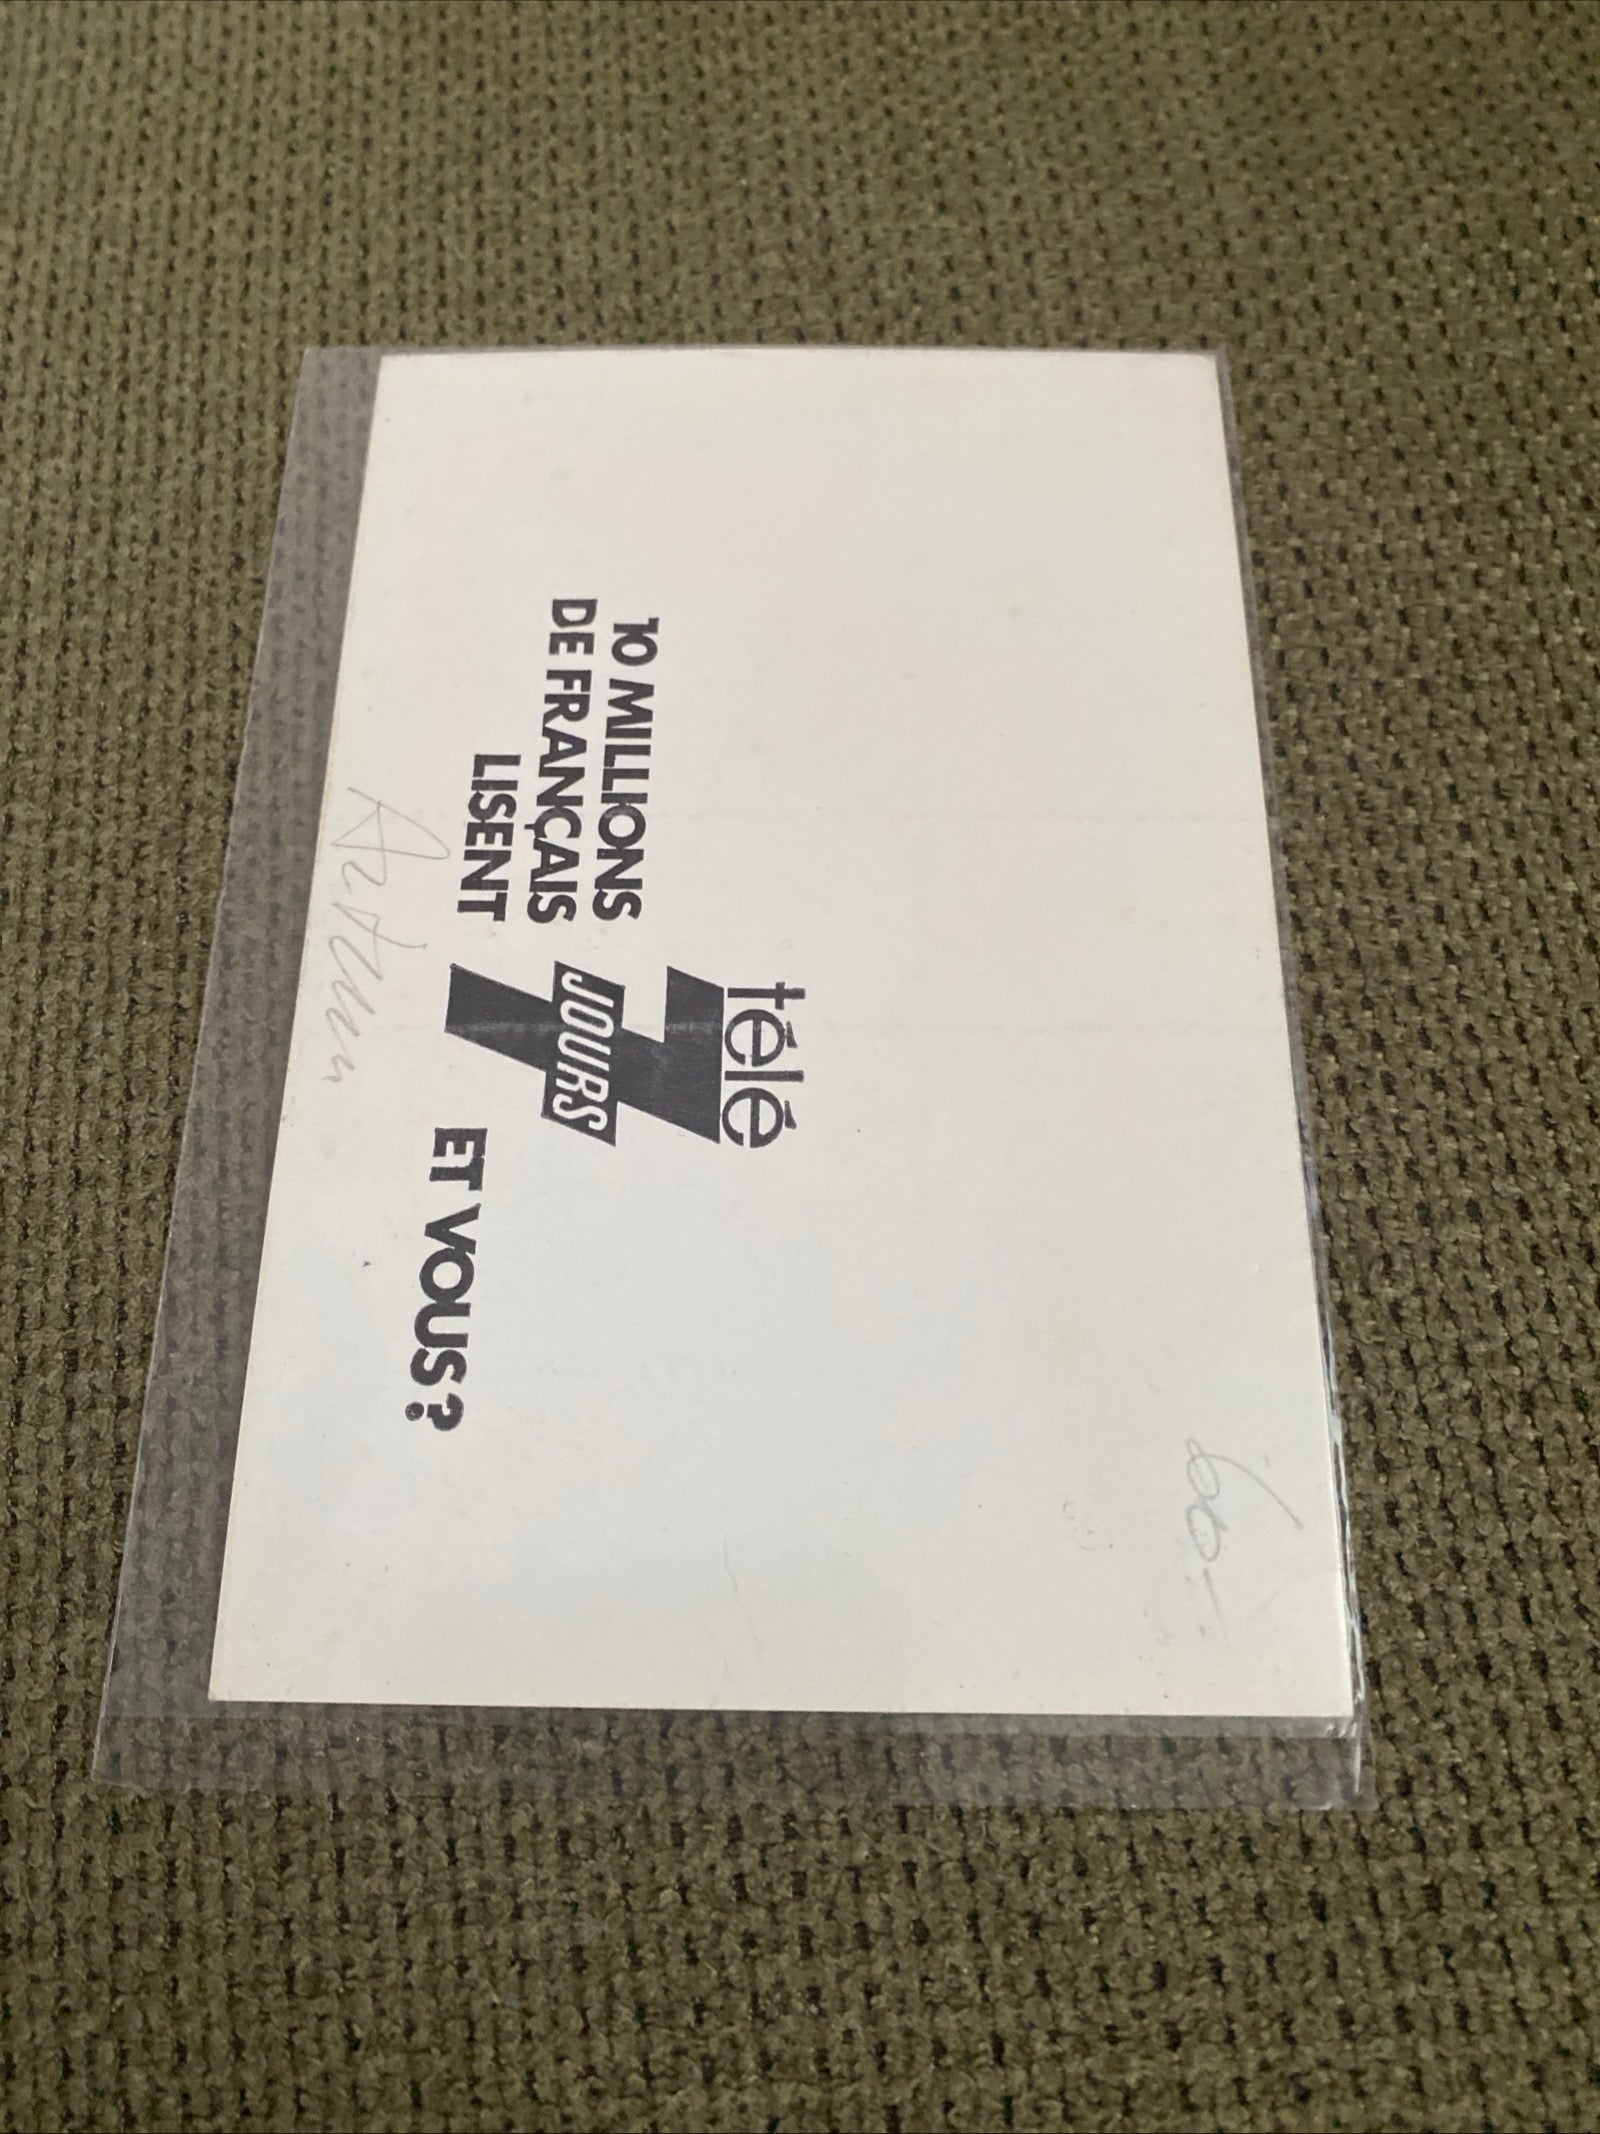 10 MILLIONS
DE FRANÇAIS
LISENT
télé
7
JOURS
ET VOUS?